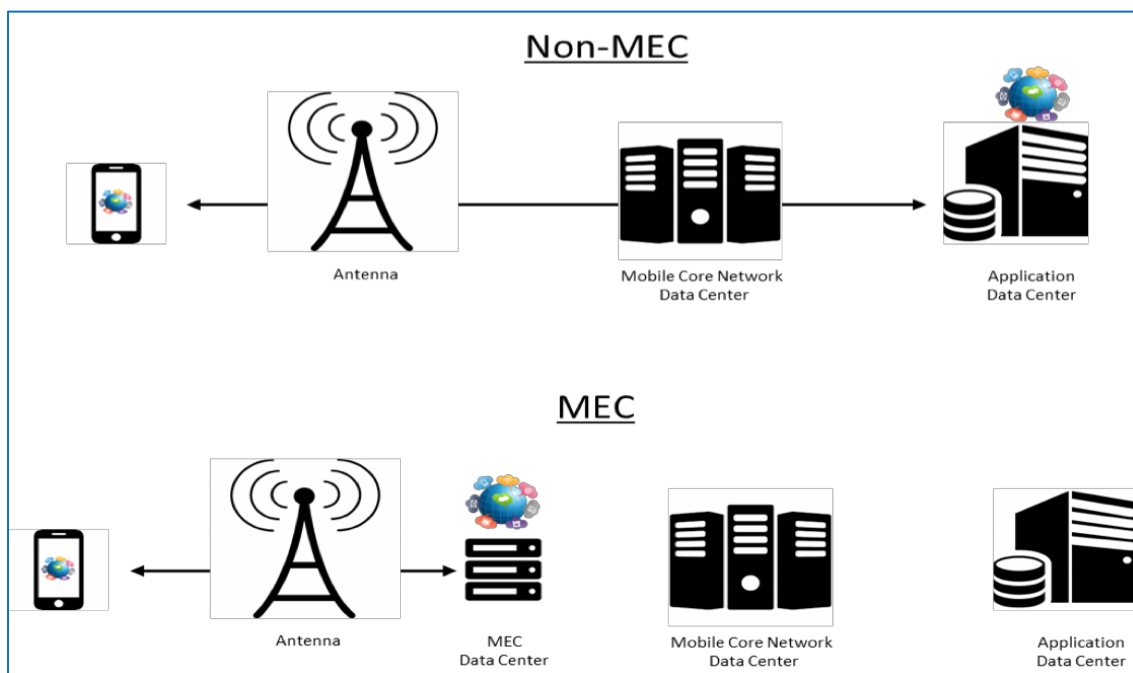 Non-MEC
Antenna
Mobile Core Network
Data Center
Application
Data Center
MEC
Antenna
MEC
Data Center
Mobile Core Network
Data Center
Application
Data Center